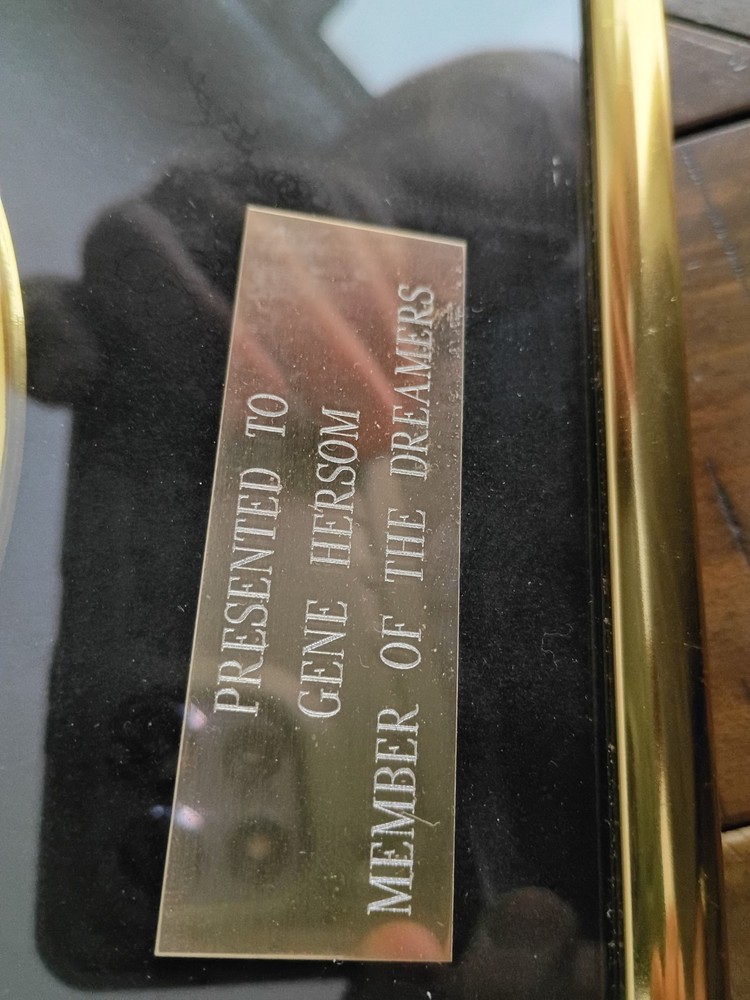 PRESENTED TO
GENE HERSOM
MEMBER OF THE DREAMERS